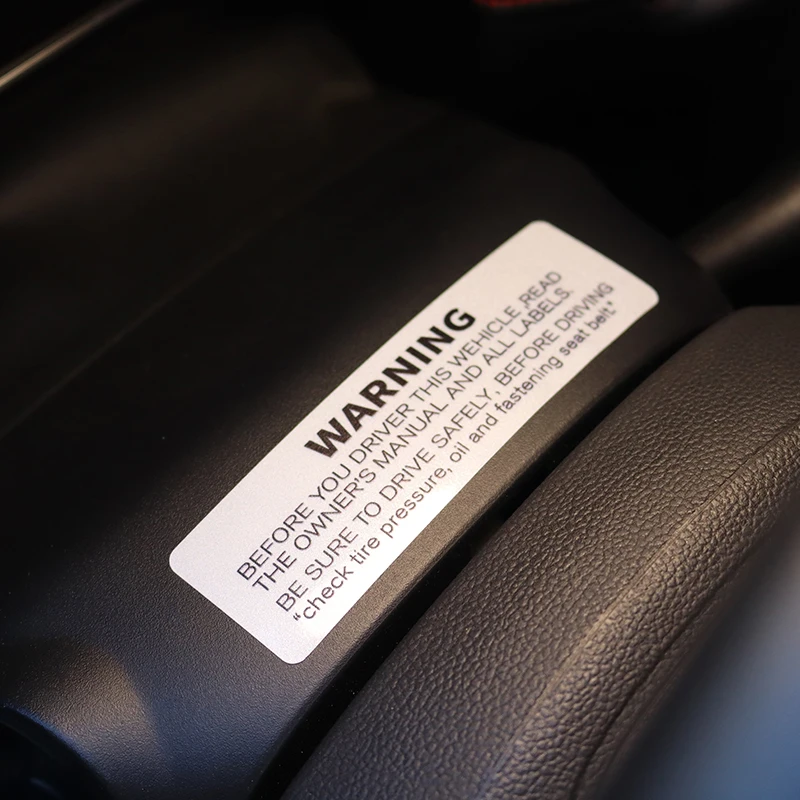 WARNING
BEFORE YOU DRIVER THIS WEHICLE ,READ
THE OWNER'S MANUAL AND ALL LABELS.
BE SURE TO DRIVE SAFELY, BEFORE DRIVING
“check tire pressure, oil and fastening seat belt.”